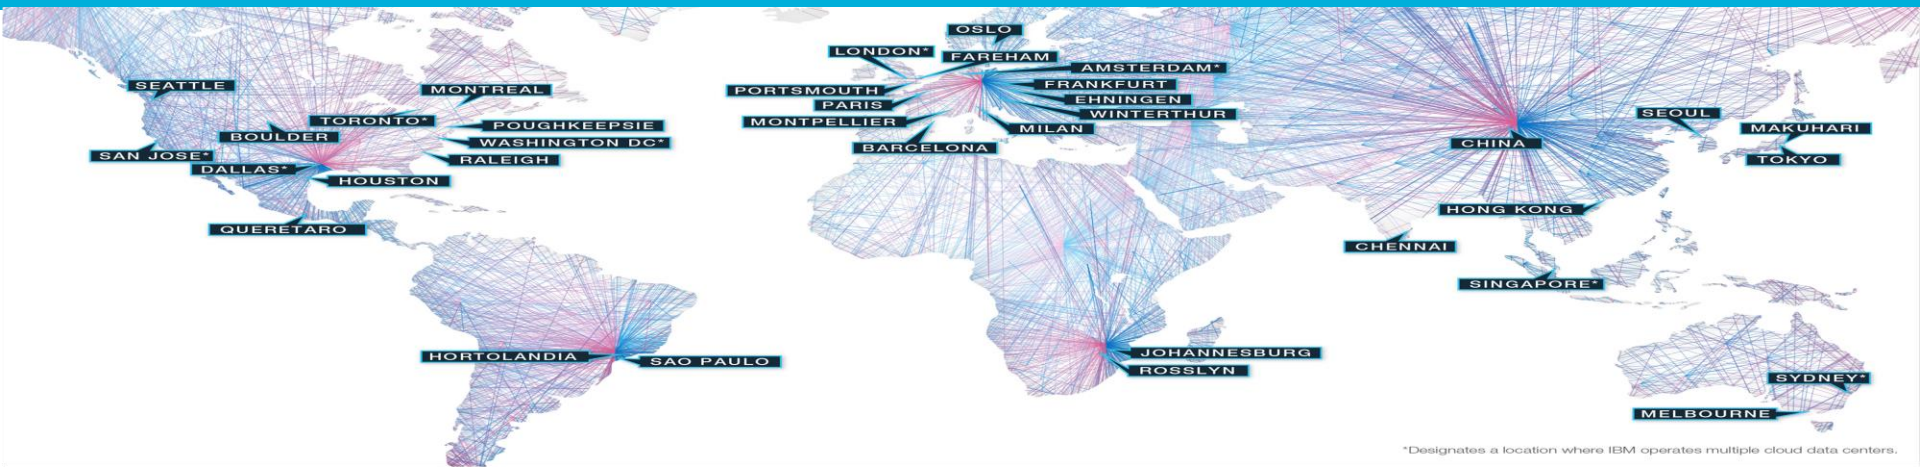 OSLO
LONDON*
FAREHAM
AMSTERDAM*
SEATTLE
MONTREAL
PORTSMOUTH
FRANKFURT
PARIS
EHNINGEN
SEOUL
WINTERTHUR
TORONTO*
MONTPELLIER
POUGHKEEPSIE
MILAN
MAKUHARI
BOULDER
WASHINGTON DC*
BARCELONA
CHINA
SAN JOSE*
RALEIGH
TOKYO
DALLAS*
HOUSTON
HONG KONG
QUERETARO
CHENNAI
SINGAPORE*
HORTOLANDIA
SAO PAULO
JOHANNESBURG
ROSSLYN
SYDNEY*
MELBOURNE
*Designates a location where IBM operates multiple cloud data centers.